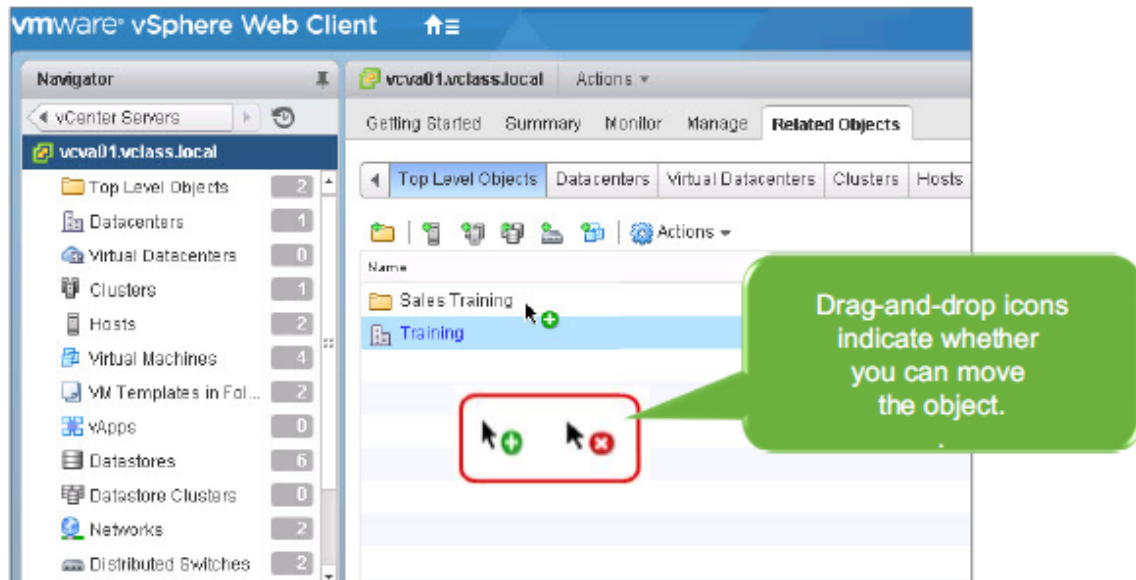 vmware® vSphere Web Client
Navigator
vcva01.vclass.local Actions
vCenter Servers
Getting Started Summary Monitor Manage Related Objects
vcva01.vclass.local
Top Level Objects 2
Top Level Objects Datacenters Virtual Datacenters Clusters Hosts
Datacenters 1
Virtual Datacenters 0
Actions
Clusters 1
Name
Hosts 2
Sales Training
Virtual Machines 4
Training
VM Templates in Fol... 2
vApps 0
Datastores 6
Datastore Clusters 0
Networks 2
Distributed Switches 2
Drag-and-drop icons
indicate whether
you can move
the object.
.